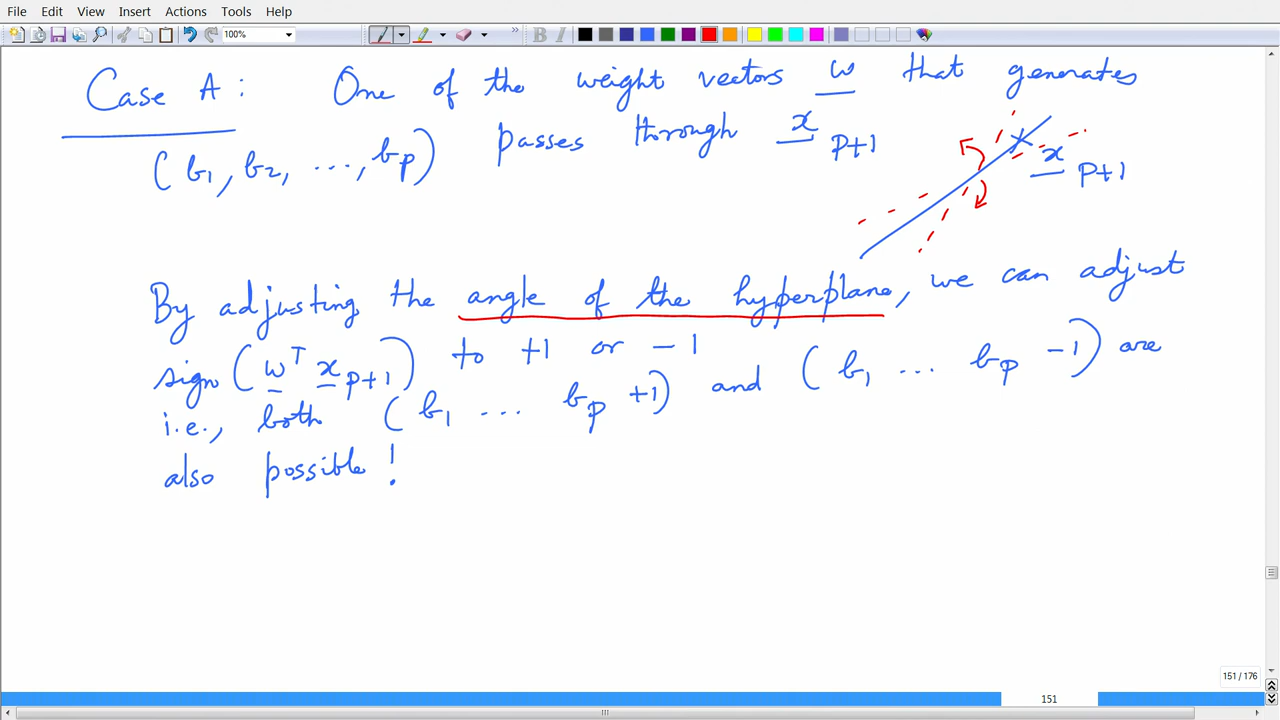 File Edit View Insert Actions Tools Help
100%
B I
Case A : One of the weight vectors w that generates
(b1, b2, ..., bp) passes through x p+1
x p+1
By adjusting the angle of the hyperplane, we can adjust
sign (w^T x p+1) to +1 or -1
i.e., both (b1 ... bp +1) and (b1 ... bp -1) are
also possible !
151 / 176
151